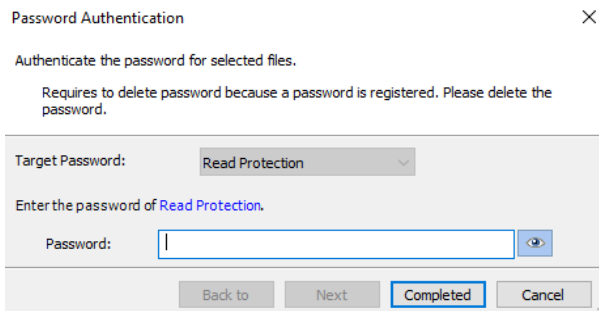 Password Authentication
Authenticate the password for selected files.
Requires to delete password because a password is registered. Please delete the
password.
Target Password: Read Protection
Enter the password of Read Protection.
Password:
Back to Next Completed Cancel